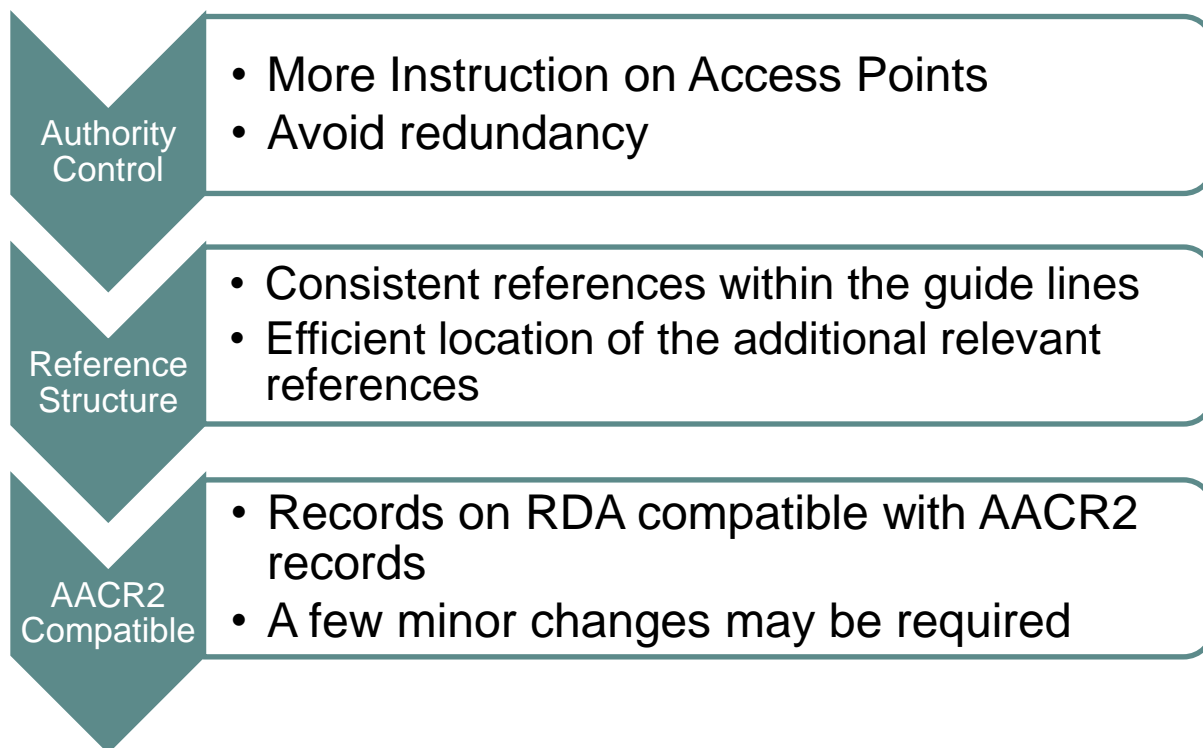 Authority
Control
• More Instruction on Access Points
• Avoid redundancy
Reference
Structure
• Consistent references within the guide lines
• Efficient location of the additional relevant
references
AACR2
Compatible
• Records on RDA compatible with AACR2
records
• A few minor changes may be required